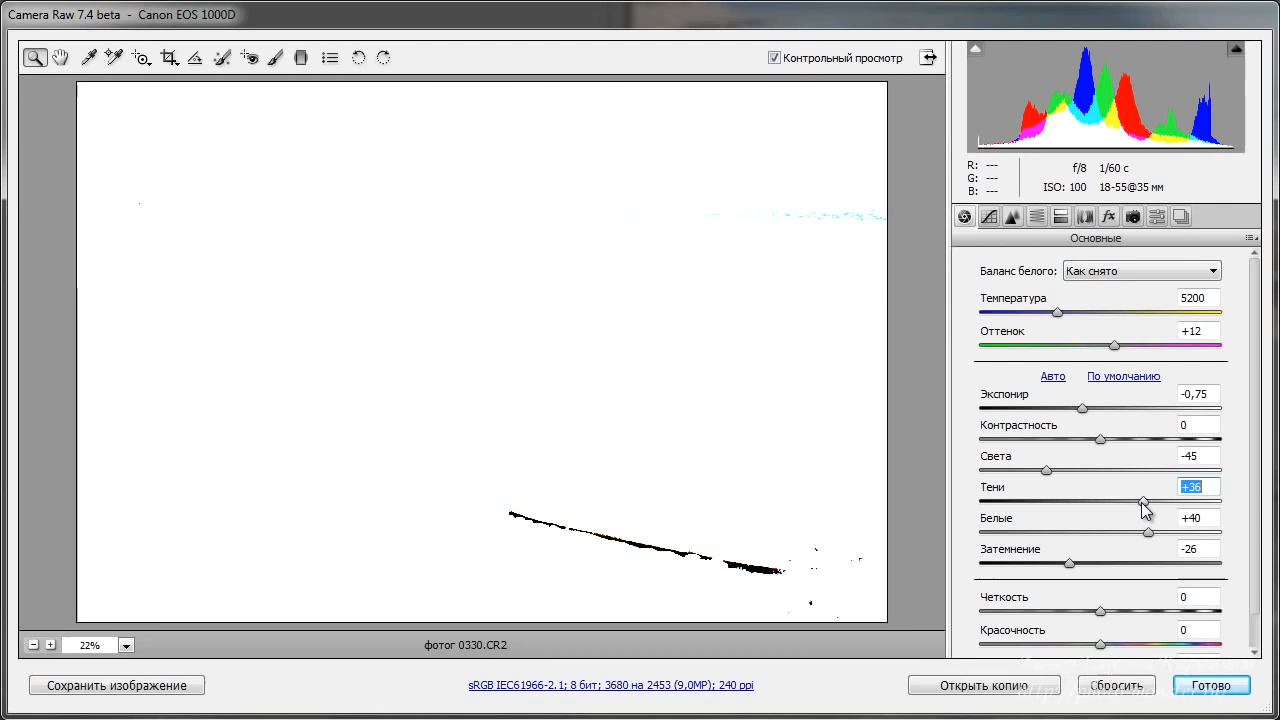 Camera Raw 7.4 beta - Canon EOS 1000D
Контрольный просмотр
R: ---
G: ---
B: ---
f/8 1/60 с
ISO: 100 18-55@35 мм
fx
Основные
Баланс белого: Как снято
Температура 5200
Оттенок +12
Авто По умолчанию
Экспонир -0,75
Контрастность 0
Света -45
Тени +36
Белые +40
Затемнение -26
Четкость 0
Красочность 0
22%
фотог 0330.CR2
Сохранить изображение
sRGB IEC61966-2.1; 8 бит; 3680 на 2453 (9,0MP); 240 ppi
Открыть копию
Сбросить
Готово